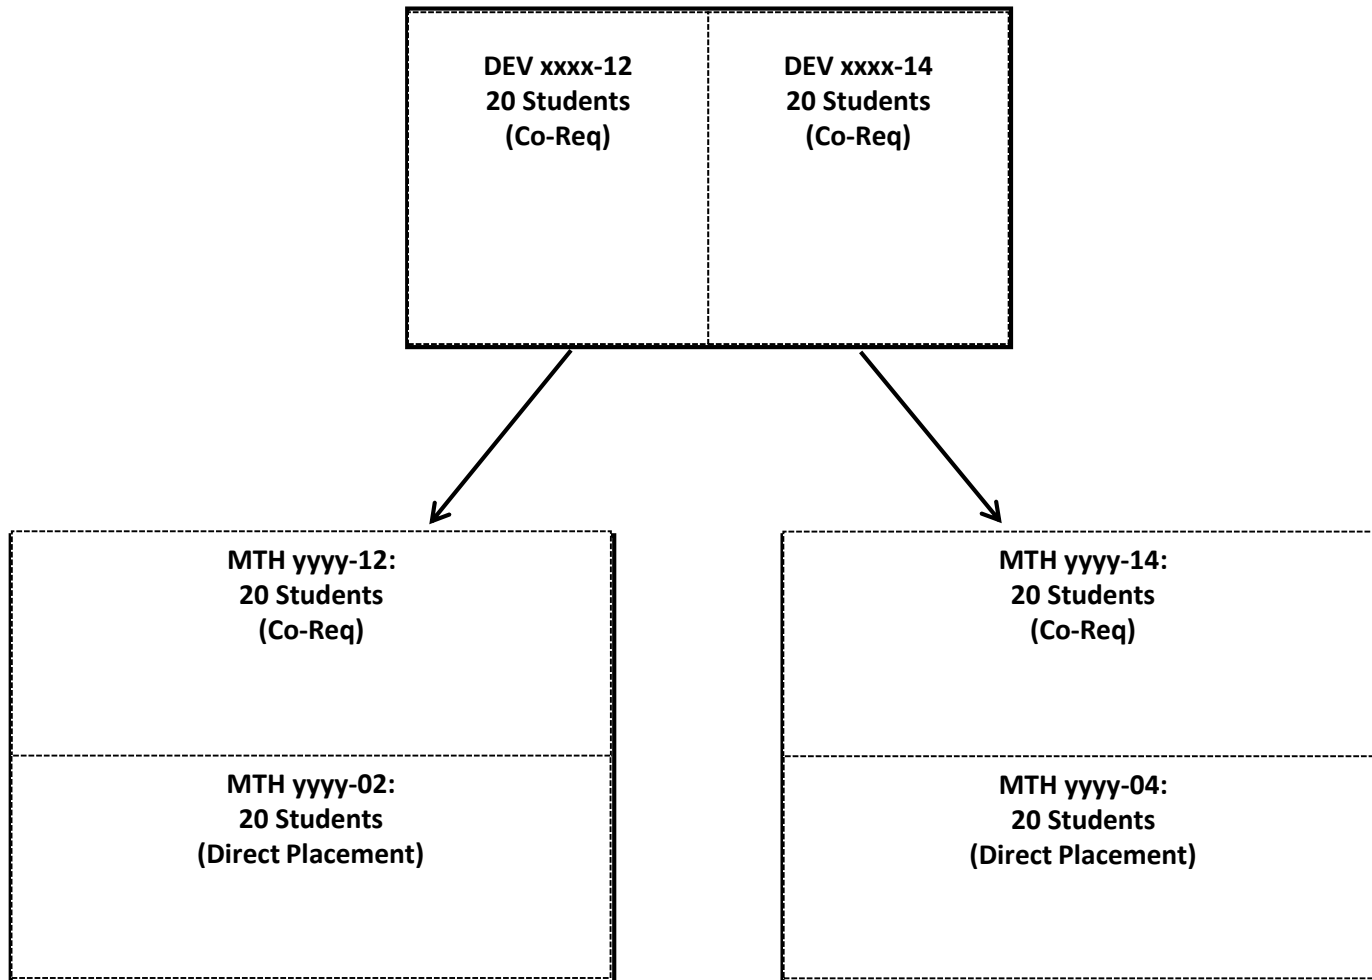 DEV xxxx-12
20 Students
(Co-Req)
DEV xxxx-14
20 Students
(Co-Req)
MTH yyyy-12:
20 Students
(Co-Req)
MTH yyyy-02:
20 Students
(Direct Placement)
MTH yyyy-14:
20 Students
(Co-Req)
MTH yyyy-04:
20 Students
(Direct Placement)